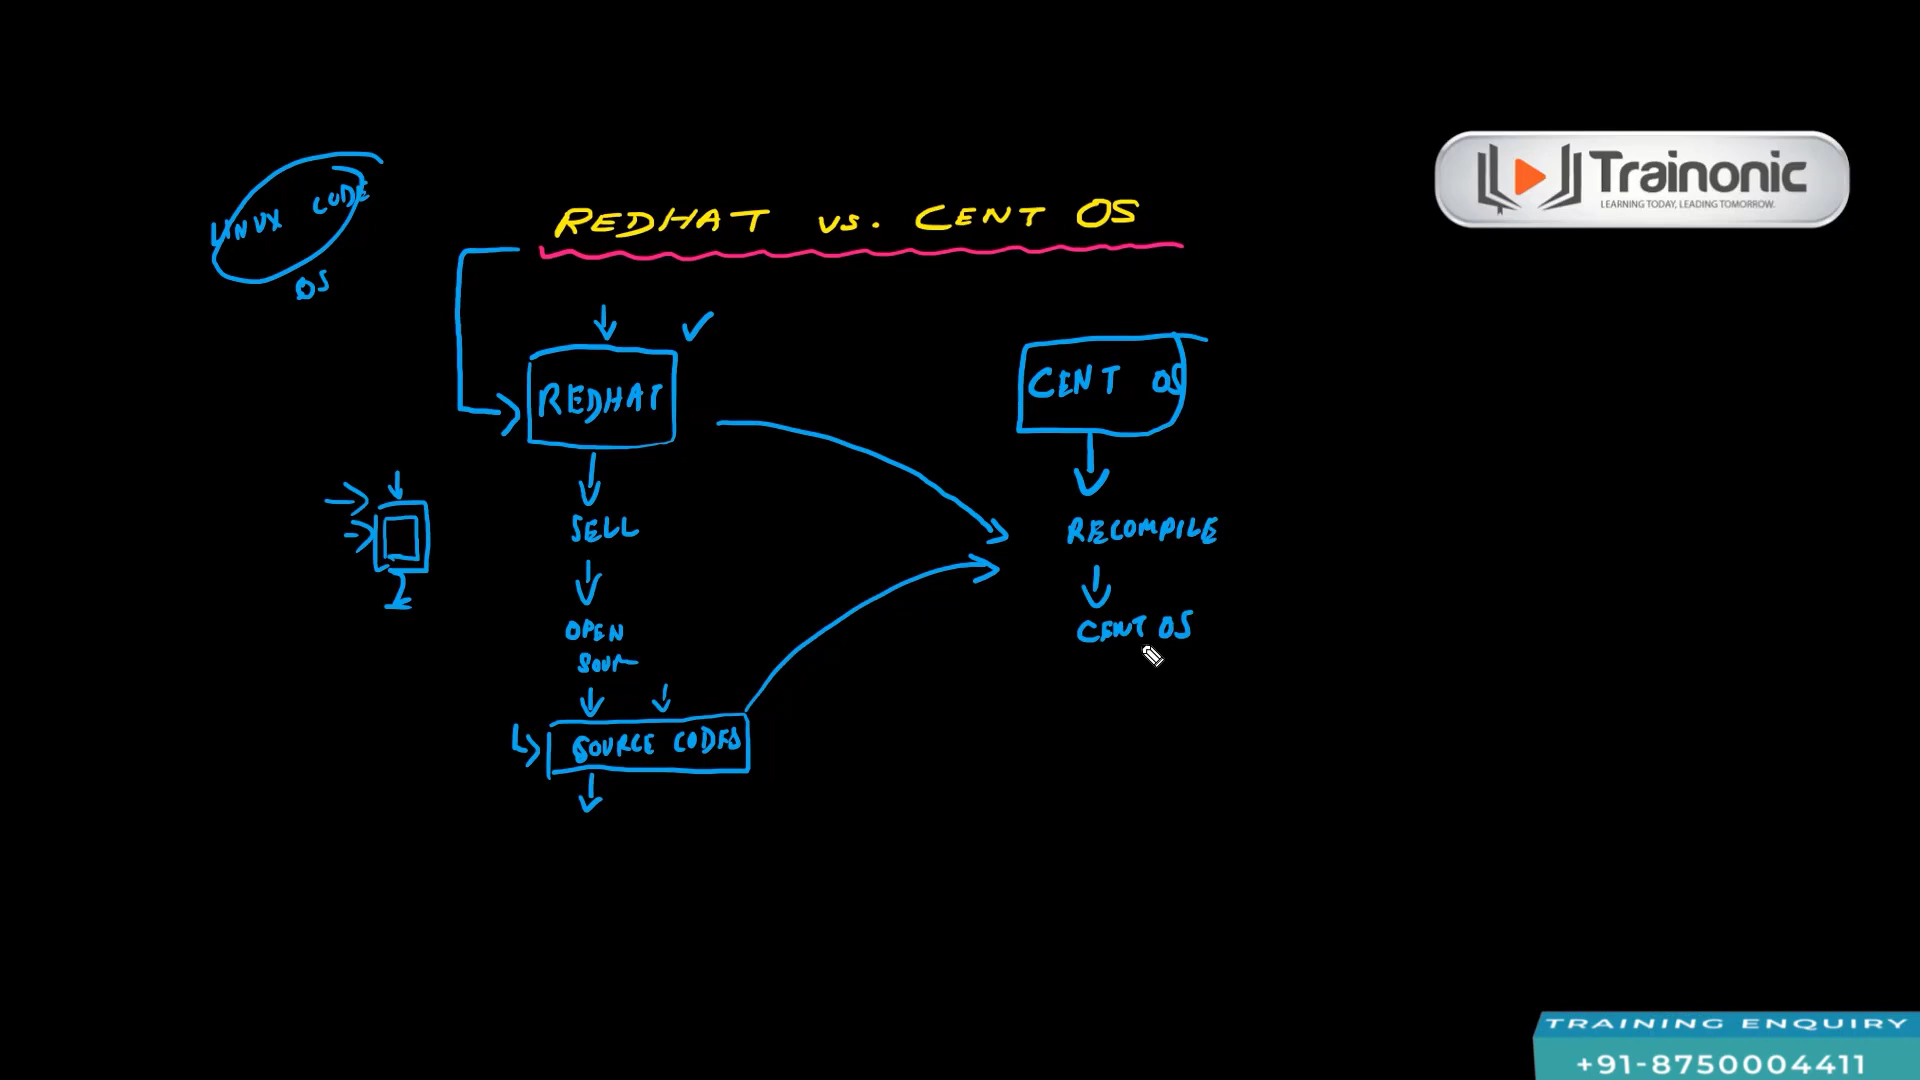 Trainonic
LEARNING TODAY, LEADING TOMORROW.
LINUX CODE
OS
REDHAT vs. CENT OS
REDHAT
SELL
OPEN
SOURCE CODES
CENT OS
RECOMPILE
CENT OS
TRAINING ENQUIRY
+91-8750004411